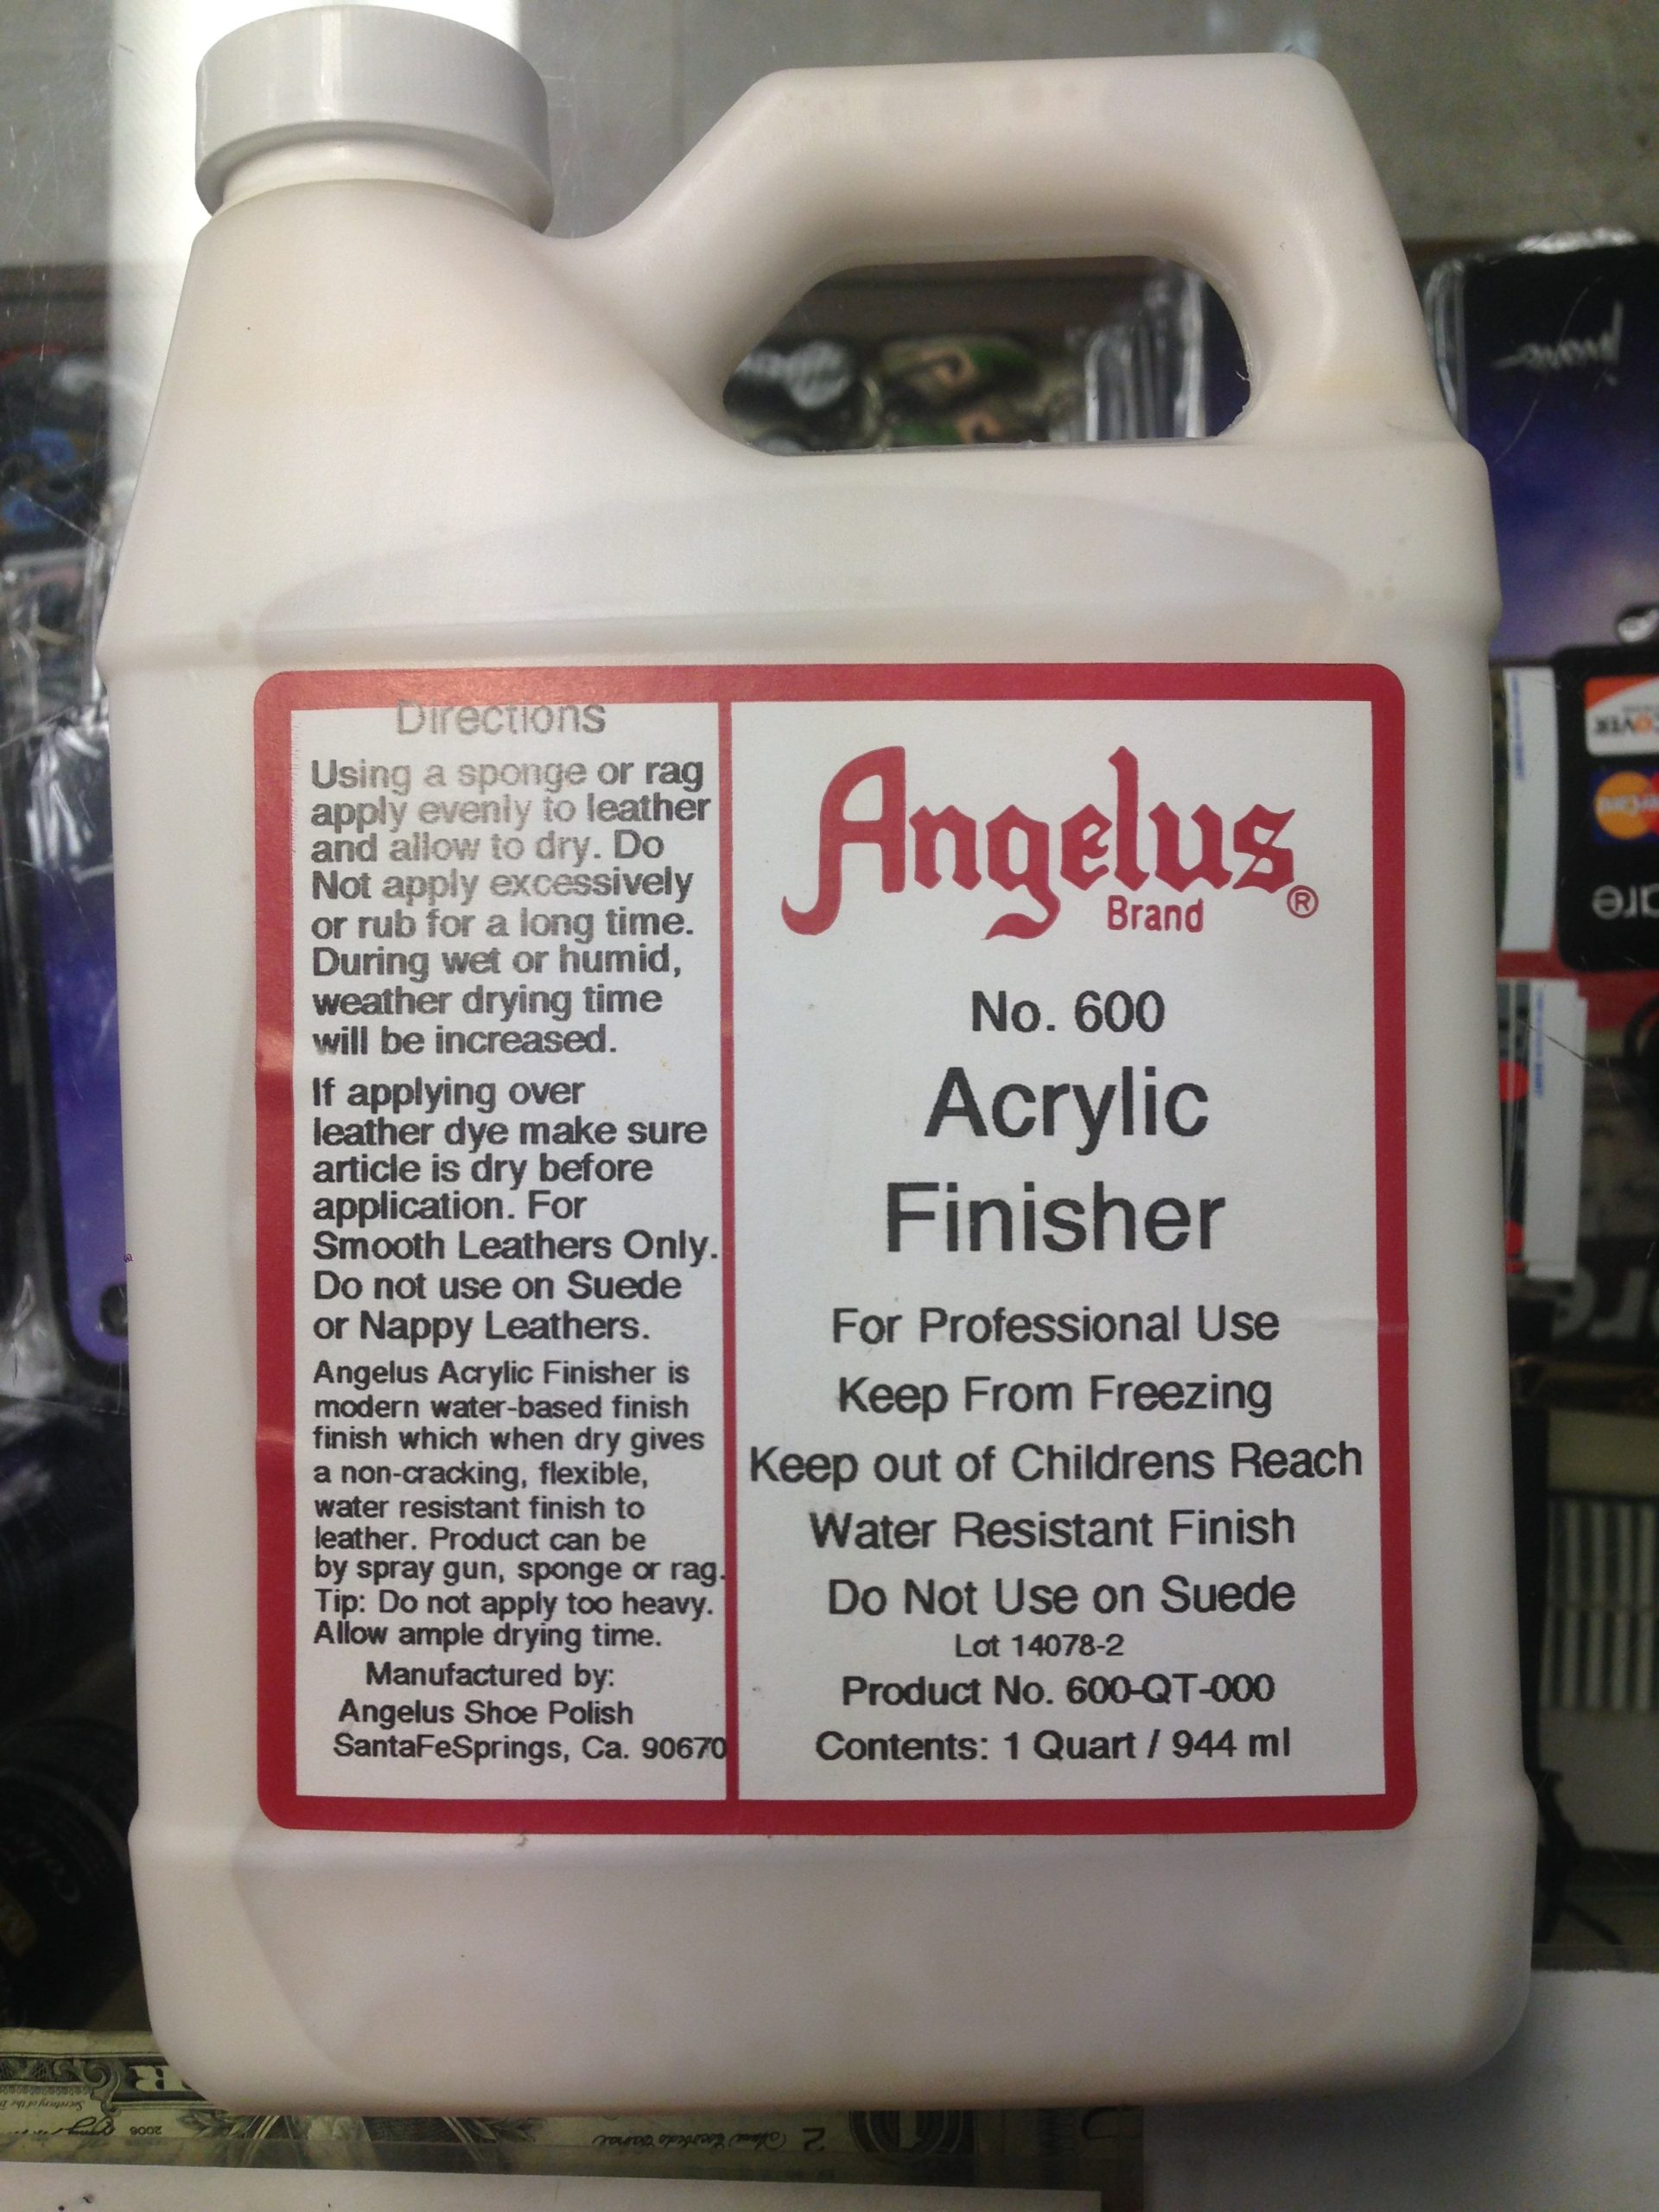 Directions
Using a sponge or rag
apply evenly to leather
and allow to dry. Do
Not apply excessively
or rub for a long time.
During wet or humid,
weather drying time
will be increased.
If applying over
leather dye make sure
article is dry before
application. For
Smooth Leathers Only.
Do not use on Suede
or Nappy Leathers.
Angelus Acrylic Finisher is
modern water-based finish
finish which when dry gives
a non-cracking, flexible,
water resistant finish to
leather. Product can be
by spray gun, sponge or rag.
Tip: Do not apply too heavy.
Allow ample drying time.
Manufactured by:
Angelus Shoe Polish
SantaFeSprings, Ca. 90670
Angelus®
Brand
No. 600
Acrylic
Finisher
For Professional Use
Keep From Freezing
Keep out of Childrens Reach
Water Resistant Finish
Do Not Use on Suede
Lot 14078-2
Product No. 600-QT-000
Contents: 1 Quart / 944 ml
2006